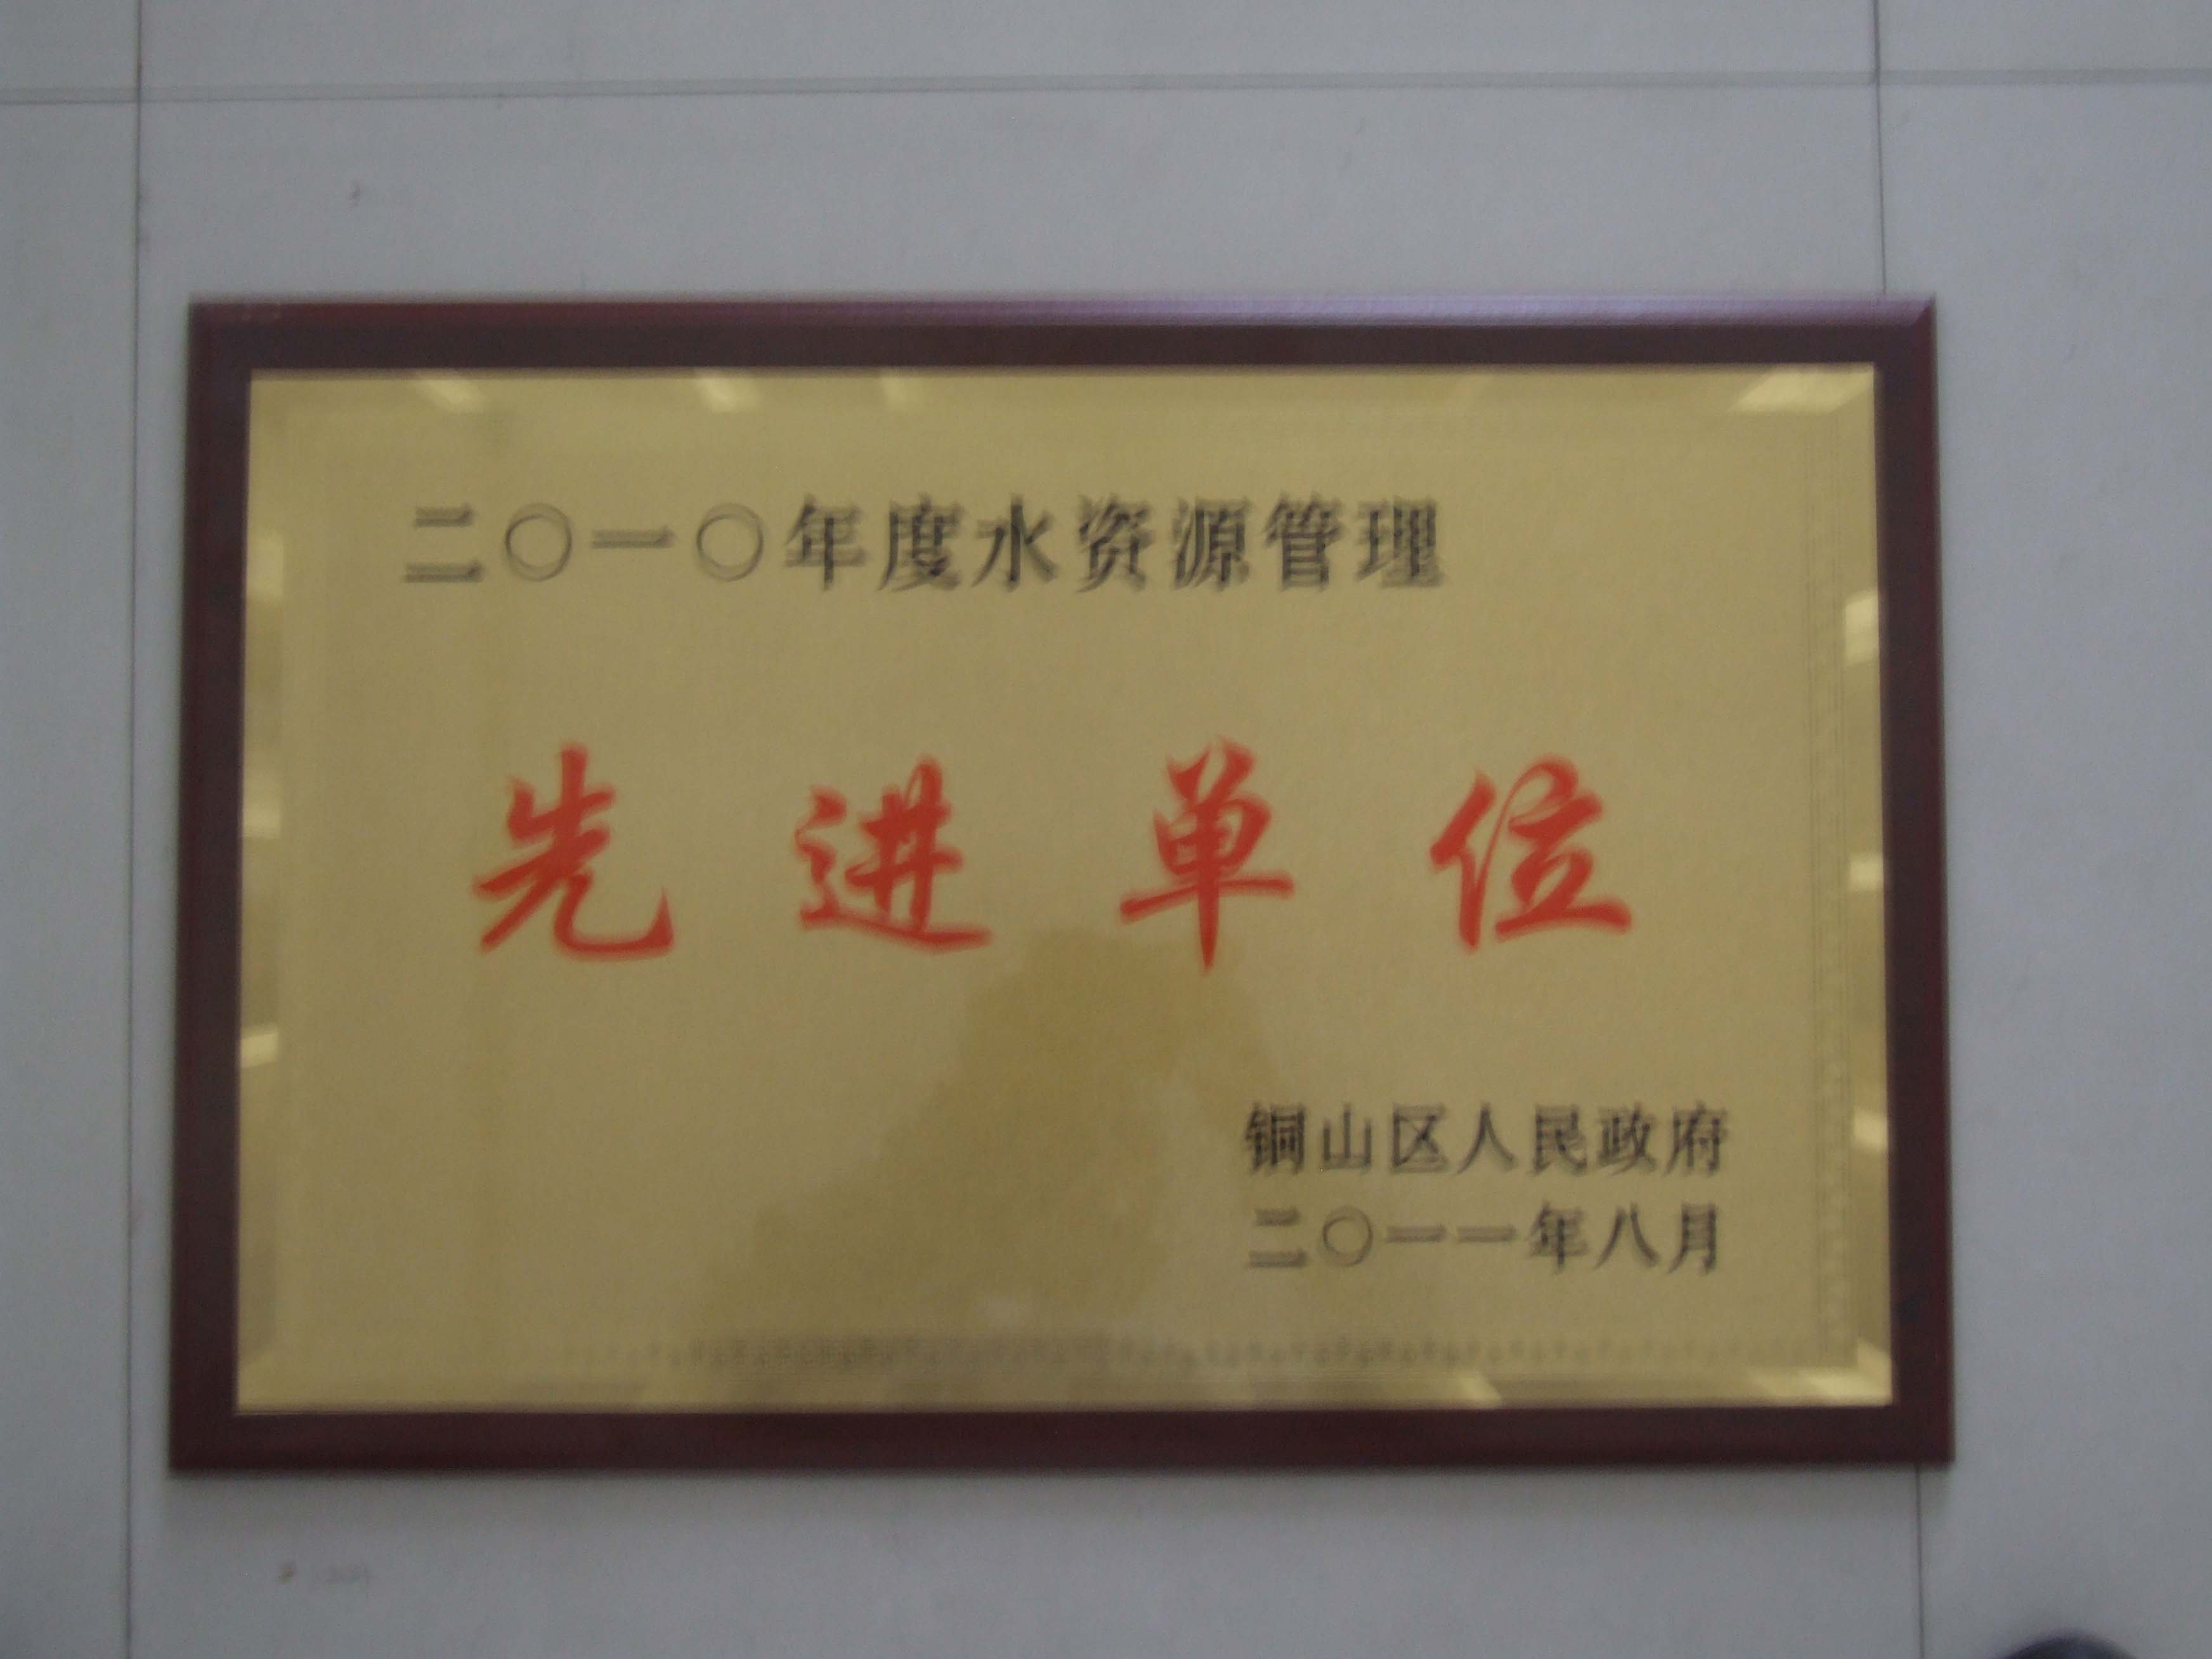 二〇一〇年度水资源管理
先进单位
铜山区人民政府
二〇一一年八月